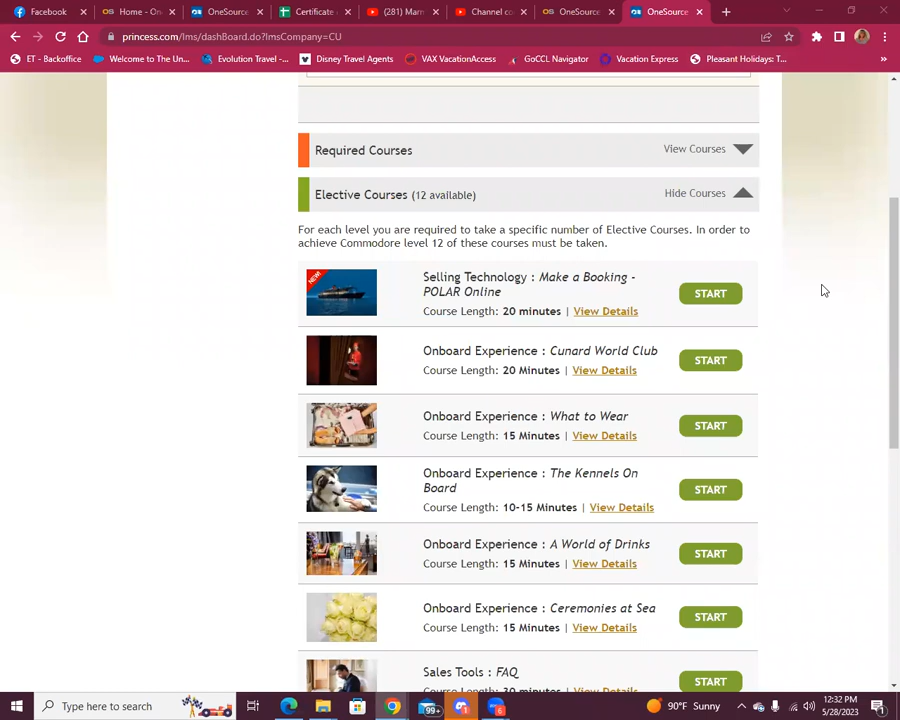 Facebook
Home - On
OneSource
Certificate
(281) Mar
Channel co
OneSource
OneSource
princess.com/lms/dashBoard.do?lmsCompany=CU
ET - Backoffice
Welcome to The Un...
Evolution Travel -...
Disney Travel Agents
VAX VacationAccess
GoCCL Navigator
Vacation Express
Pleasant Holidays: T...
Required Courses
View Courses
Elective Courses (12 available)
Hide Courses
For each level you are required to take a specific number of Elective Courses. In order to
achieve Commodore level 12 of these courses must be taken.
NEW!
Selling Technology : Make a Booking -
POLAR Online
Course Length: 20 minutes | View Details
START
Onboard Experience : Cunard World Club
Course Length: 20 Minutes | View Details
START
Onboard Experience : What to Wear
Course Length: 15 Minutes | View Details
START
Onboard Experience : The Kennels On
Board
Course Length: 10-15 Minutes | View Details
START
Onboard Experience : A World of Drinks
Course Length: 15 Minutes | View Details
START
Onboard Experience : Ceremonies at Sea
Course Length: 15 Minutes | View Details
START
Sales Tools : FAQ
START
Type here to search
99+
90°F Sunny
12:32 PM
5/28/2023